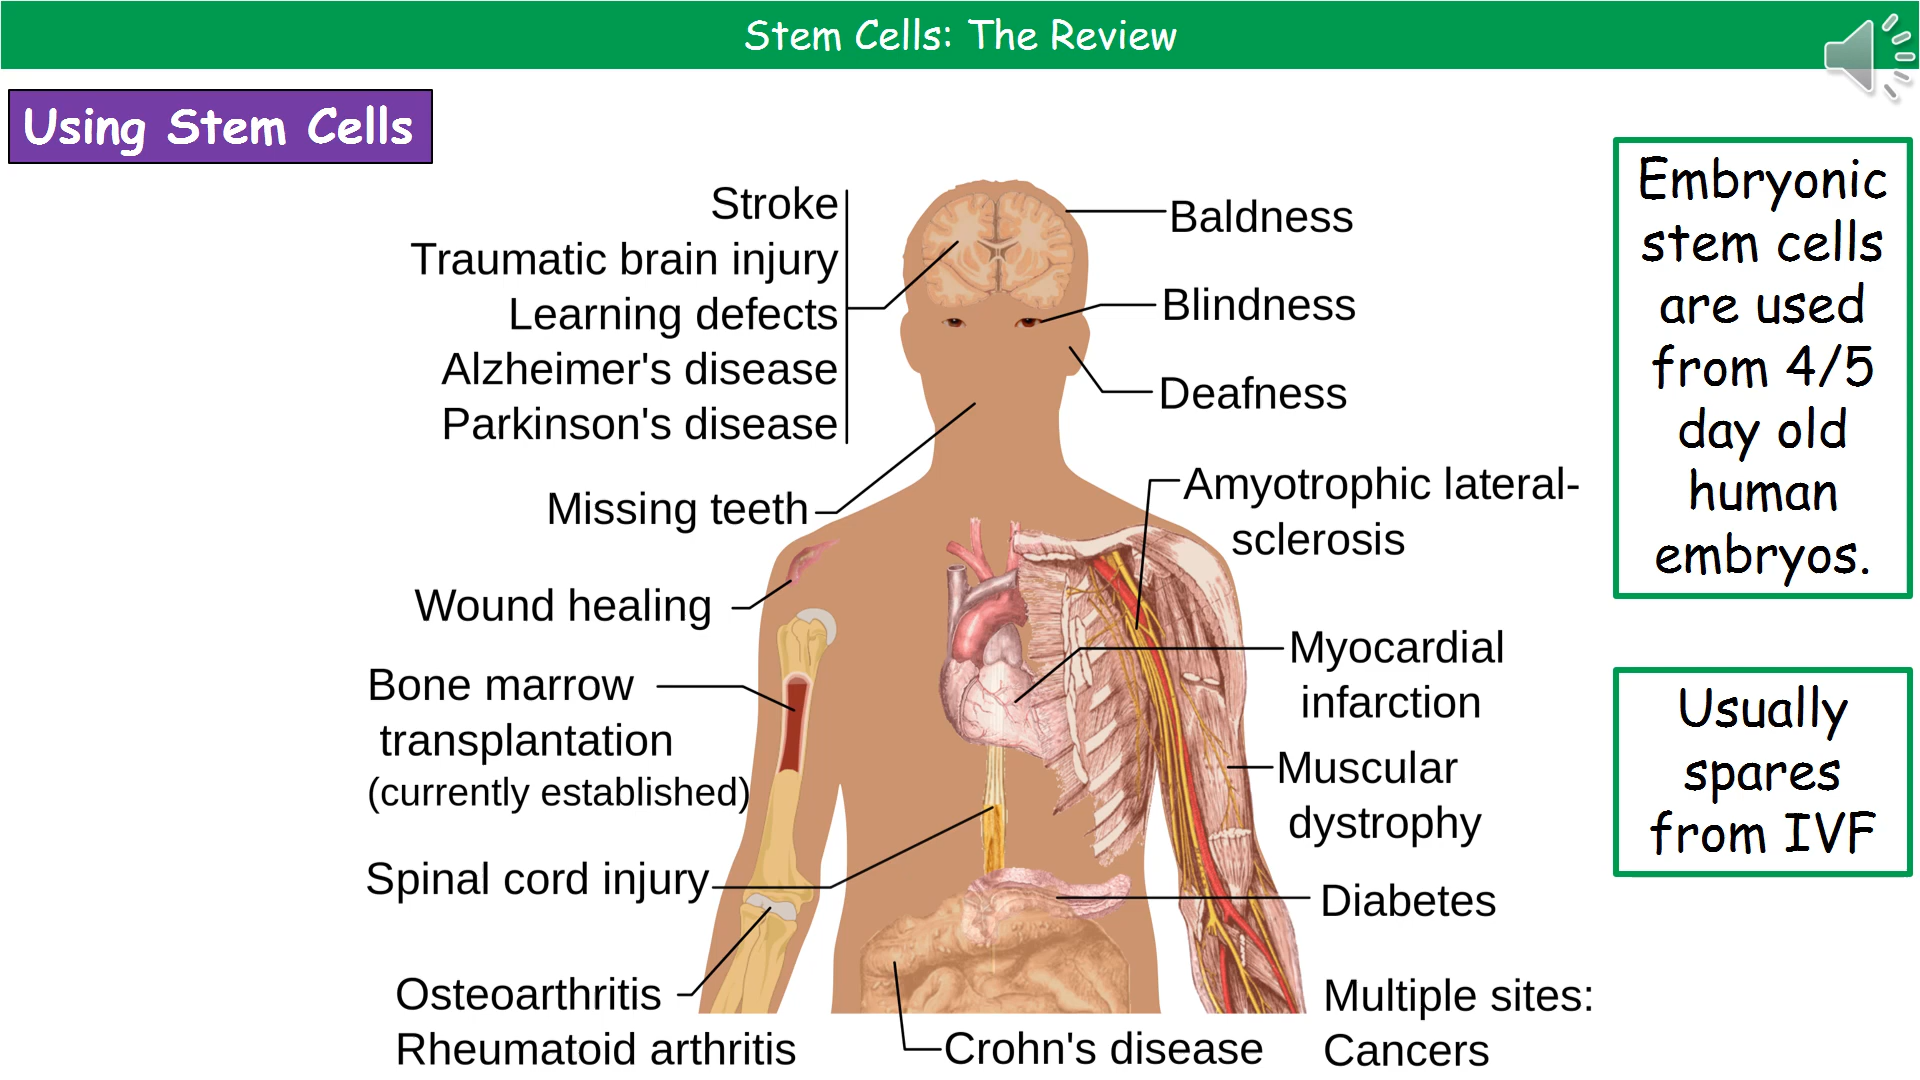 Stem Cells: The Review
Using Stem Cells
Stroke
Traumatic brain injury
Learning defects
Alzheimer's disease
Parkinson's disease
Missing teeth
Wound healing
Bone marrow
transplantation
(currently established)
Spinal cord injury
Osteoarthritis
Rheumatoid arthritis
Baldness
Blindness
Deafness
Amyotrophic lateral-
sclerosis
Myocardial
infarction
Muscular
dystrophy
Diabetes
Multiple sites:
Cancers
Crohn's disease
Embryonic
stem cells
are used
from 4/5
day old
human
embryos.
Usually
spares
from IVF